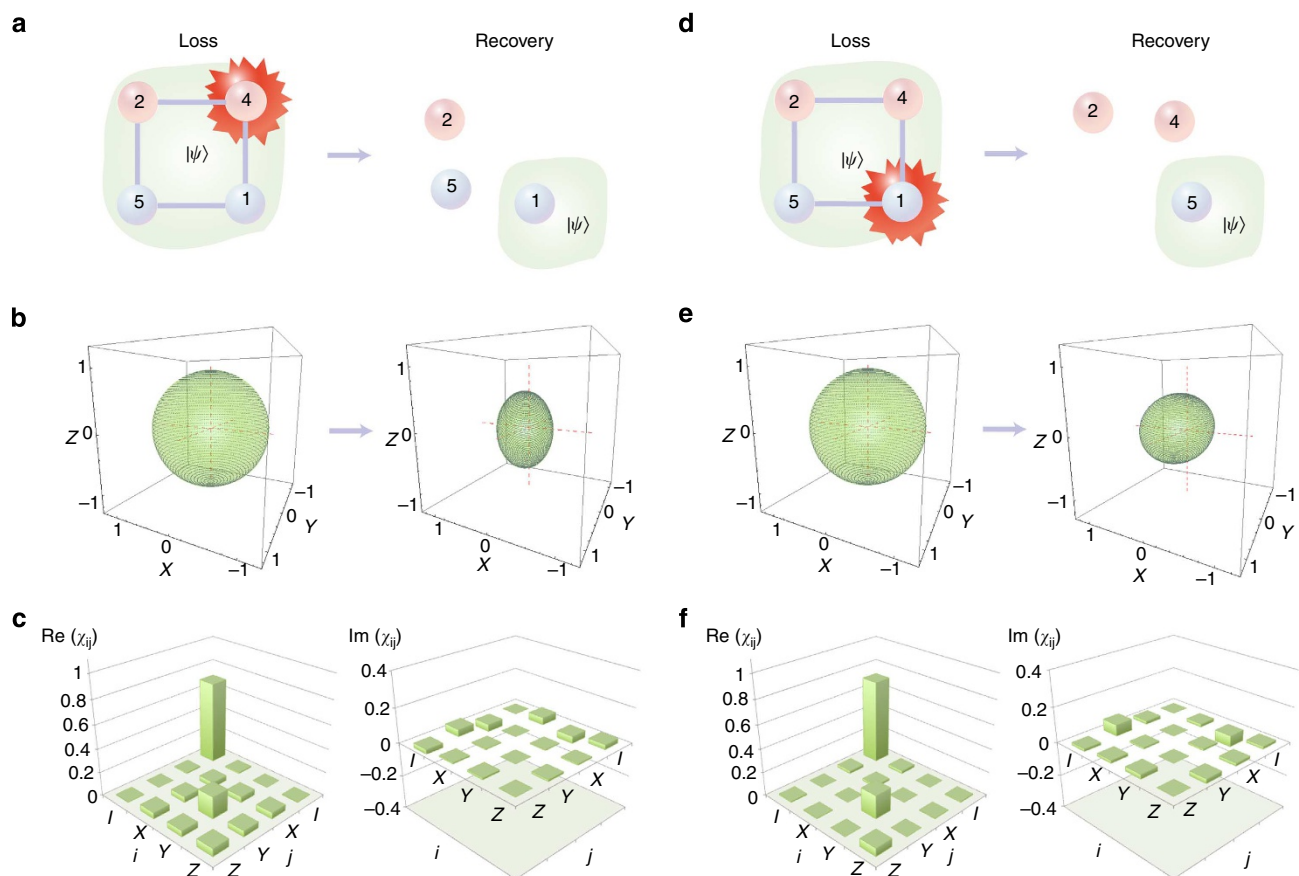 a
Loss
Recovery
2
4
|ψ⟩
5
1
2
5
1
|ψ⟩
d
Loss
Recovery
2
4
|ψ⟩
5
1
2
4
5
|ψ⟩
b
1
Z 0
–1
1
0
X
–1
1
0
Y
–1
1
Z 0
–1
1
0
X
–1
1
0
Y
–1
e
1
Z 0
–1
1
0
X
–1
1
0
Y
–1
1
Z 0
–1
1
0
X
–1
1
0
Y
–1
c
Re (χij)
1
0.8
0.6
0.4
0.2
0
I
X
Y
Z
i
Z
Y
X
I
j
Im (χij)
0.4
0.2
0
–0.2
–0.4
I
X
Y
Z
i
Z
Y
X
I
j
f
Re (χij)
1
0.8
0.6
0.4
0.2
0
I
X
Y
Z
i
Z
Y
X
I
j
Im (χij)
0.4
0.2
0
–0.2
–0.4
I
X
Y
Z
i
Z
Y
X
I
j